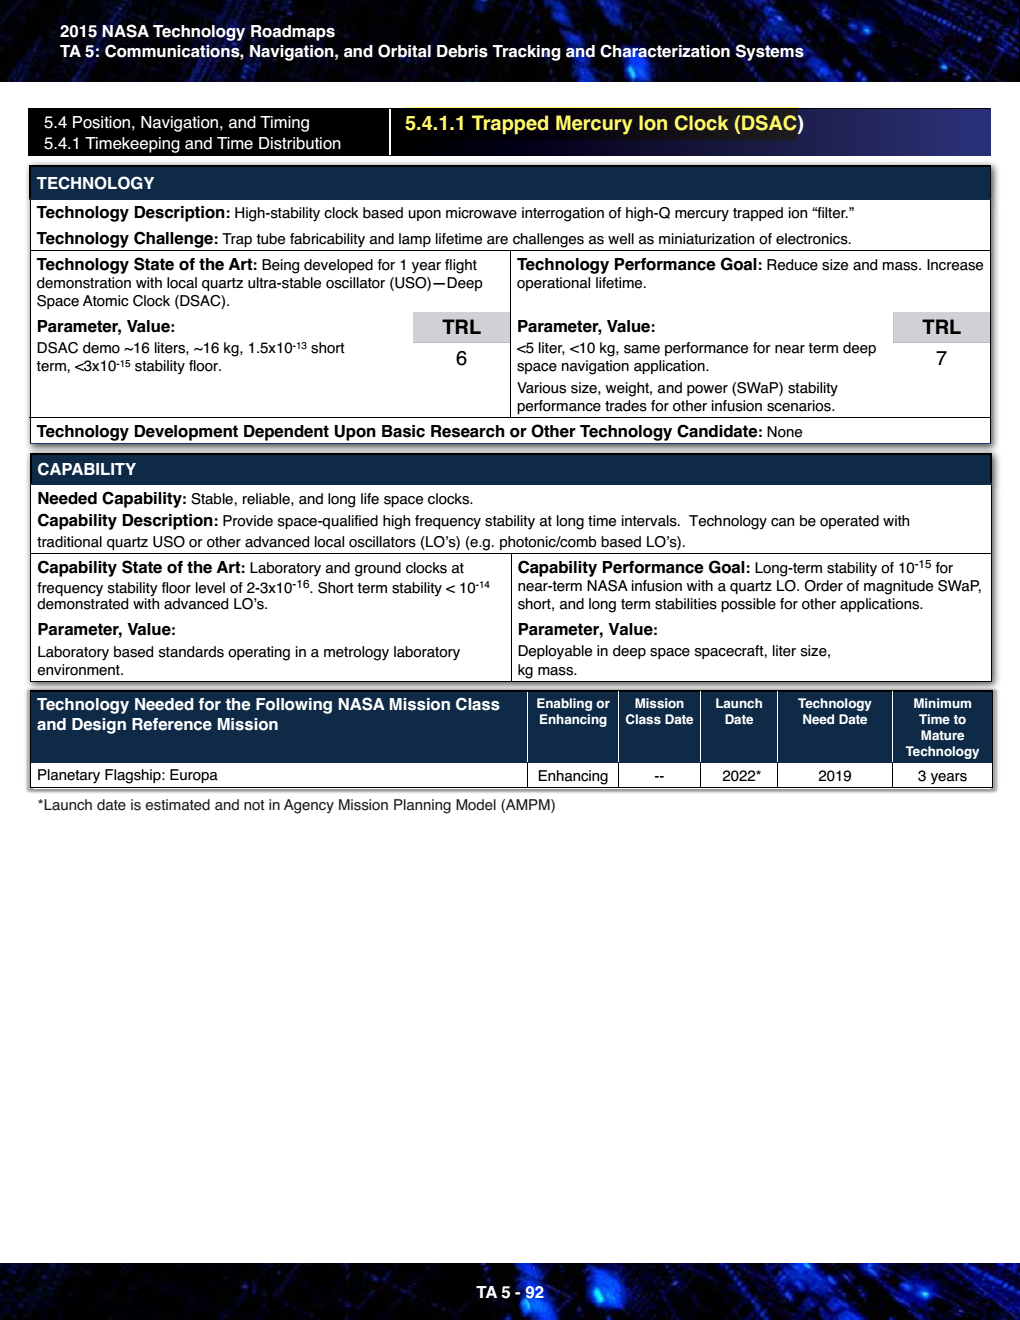 2015 NASA Technology Roadmaps
TA 5: Communications, Navigation, and Orbital Debris Tracking and Characterization Systems
5.4 Position, Navigation, and Timing
5.4.1 Timekeeping and Time Distribution
5.4.1.1 Trapped Mercury Ion Clock (DSAC)
TECHNOLOGY
Technology Description: High-stability clock based upon microwave interrogation of high-Q mercury trapped ion “filter.”
Technology Challenge: Trap tube fabricability and lamp lifetime are challenges as well as miniaturization of electronics.
Technology State of the Art: Being developed for 1 year flight
demonstration with local quartz ultra-stable oscillator (USO)—Deep
Space Atomic Clock (DSAC).
Parameter, Value:
DSAC demo ~16 liters, ~16 kg, 1.5x10-13 short
term, <3x10-15 stability floor.
TRL
6
Technology Performance Goal: Reduce size and mass. Increase
operational lifetime.
Parameter, Value:
<5 liter, <10 kg, same performance for near term deep
space navigation application.
Various size, weight, and power (SWaP) stability
performance trades for other infusion scenarios.
TRL
7
Technology Development Dependent Upon Basic Research or Other Technology Candidate: None
CAPABILITY
Needed Capability: Stable, reliable, and long life space clocks.
Capability Description: Provide space-qualified high frequency stability at long time intervals. Technology can be operated with
traditional quartz USO or other advanced local oscillators (LO’s) (e.g. photonic/comb based LO’s).
Capability State of the Art: Laboratory and ground clocks at
frequency stability floor level of 2-3x10-16. Short term stability < 10-14
demonstrated with advanced LO’s.
Parameter, Value:
Laboratory based standards operating in a metrology laboratory
environment.
Capability Performance Goal: Long-term stability of 10-15 for
near-term NASA infusion with a quartz LO. Order of magnitude SWaP,
short, and long term stabilities possible for other applications.
Parameter, Value:
Deployable in deep space spacecraft, liter size,
kg mass.
Technology Needed for the Following NASA Mission Class
and Design Reference Mission
Enabling or
Enhancing
Mission
Class Date
Launch
Date
Technology
Need Date
Minimum
Time to
Mature
Technology
Planetary Flagship: Europa
Enhancing
--
2022*
2019
3 years
*Launch date is estimated and not in Agency Mission Planning Model (AMPM)
TA 5 - 92